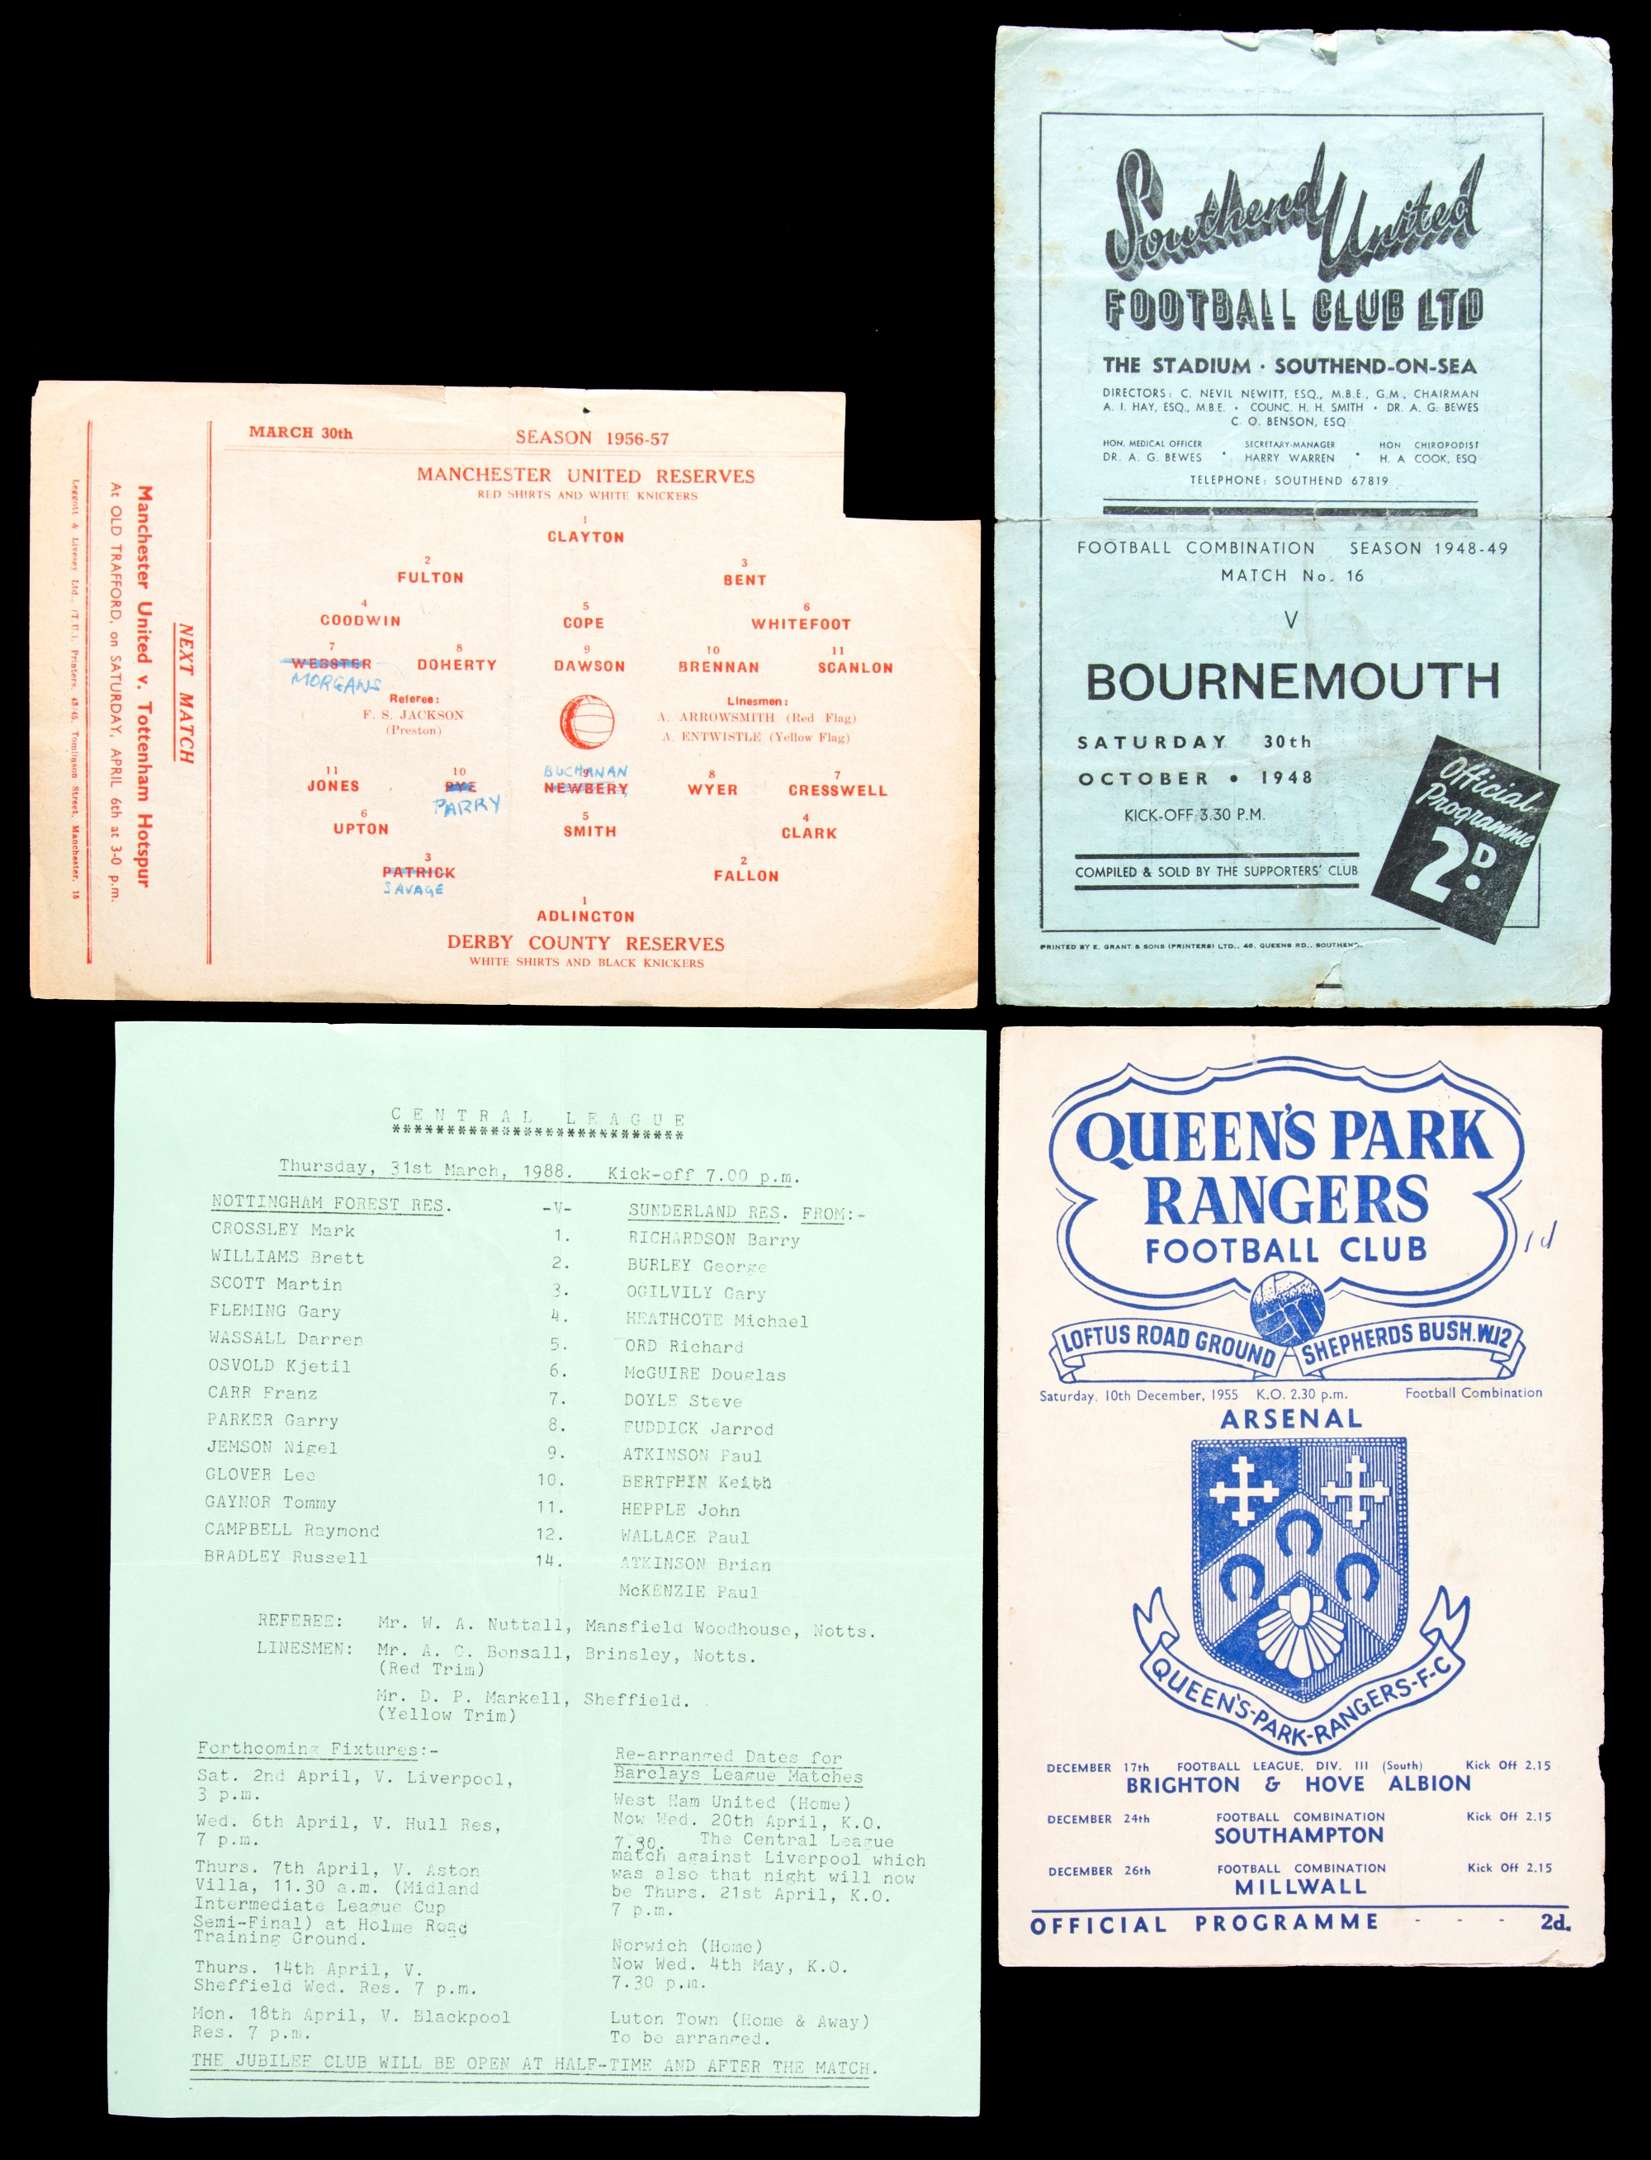 MARCH 30th
SEASON 1956-57
MANCHESTER UNITED RESERVES
RED SHIRTS AND WHITE KNICKERS
1
CLAYTON
2 3
FULTON BENT
4 5 6
GOODWIN COPE WHITEFOOT
7 8 9 10 11
WEBSTER DOHERTY DAWSON BRENNAN SCANLON
MORGANS
Referee: Linesmen:
F. S. JACKSON A. ARROWSMITH (Red Flag)
(Preston) A. ENTWISTLE (Yellow Flag)
BUCHANAN
11 10 9 8 7
JONES PYE NEWBERY WYER CRESSWELL
PARRY
6 5 4
UPTON SMITH CLARK
3 2
PATRICK FALLON
SAVAGE
1
ADLINGTON
DERBY COUNTY RESERVES
WHITE SHIRTS AND BLACK KNICKERS
NEXT MATCH
Manchester United v. Tottenham Hotspur
At OLD TRAFFORD, on SATURDAY, APRIL 6th at 3-0 p.m.
Leggott & Livesey Ltd., (T.U.), Printers, 43-45, Tomlinson Street, Manchester, 15
Southend United
FOOTBALL CLUB LTD
THE STADIUM · SOUTHEND-ON-SEA
DIRECTORS: C. NEVIL NEWITT, ESQ., M.B.E., G.M., CHAIRMAN
A. I. HAY, ESQ., M.B.E. • COUNC. H. H. SMITH • DR. A. G. BEWES
C. O. BENSON, ESQ
HON. MEDICAL OFFICER SECRETARY-MANAGER HON CHIROPODIST
DR. A. G. BEWES • HARRY WARREN • H. A COOK, ESQ
TELEPHONE: SOUTHEND 67819
FOOTBALL COMBINATION SEASON 1948-49
MATCH No. 16
V
BOURNEMOUTH
SATURDAY 30th
OCTOBER • 1948
KICK-OFF 3.30 P.M.
COMPILED & SOLD BY THE SUPPORTERS' CLUB
Official
Programme
2D.
PRINTED BY E. GRANT & SONS (PRINTERS) LTD., 46, QUEENS RD., SOUTHEND.
CENTRAL LEAGUE
***************************
Thursday, 31st March, 1988. Kick-off 7.00 p.m.
NOTTINGHAM FOREST RES. -V- SUNDERLAND RES. FROM:-
CROSSLEY Mark 1. RICHARDSON Barry
WILLIAMS Brett 2. BURLEY George
SCOTT Martin 3. OGILVILY Gary
FLEMING Gary 4. HEATHCOTE Michael
WASSALL Darren 5. ORD Richard
OSVOLD Kjetil 6. McGUIRE Douglas
CARR Franz 7. DOYLE Steve
PARKER Garry 8. FUDDICK Jarrod
JEMSON Nigel 9. ATKINSON Paul
GLOVER Lee 10. Keith
GAYNOR Tommy 11. HEPPLE John
CAMPBELL Raymond 12. WALLACE Paul
BRADLEY Russell 14. ATKINSON Brian
McKENZIE Paul
REFEREE: Mr. W. A. Nuttall, Mansfield Woodhouse, Notts.
LINESMEN: Mr. A. C. Bonsall, Brinsley, Notts.
(Red Trim)
Mr. D. P. Markell, Sheffield.
(Yellow Trim)
Forthcoming Fixtures:-
Sat. 2nd April, V. Liverpool,
3 p.m.
Wed. 6th April, V. Hull Res,
7 p.m.
Thurs. 7th April, V. Aston
Villa, 11.30 a.m. (Midland
Intermediate League Cup
Semi-Final) at Holme Road
Training Ground.
Thurs. 14th April, V.
Sheffield Wed. Res. 7 p.m.
Mon. 18th April, V. Blackpool
Res. 7 p.m.
Re-arranged Dates for
Barclays League Matches
West Ham United (Home)
Now Wed. 20th April, K.O.
7.30. The Central League
match against Liverpool which
was also that night will now
be Thurs. 21st April, K.O.
7 p.m.
Norwich (Home)
Now Wed. 4th May, K.O.
7.30 p.m.
Luton Town (Home & Away)
To be arranged.
THE JUBILEE CLUB WILL BE OPEN AT HALF-TIME AND AFTER THE MATCH.
QUEEN'S PARK
RANGERS
FOOTBALL CLUB
1d
LOFTUS ROAD GROUND SHEPHERDS BUSH.W.12
Saturday, 10th December, 1955 K.O. 2.30 p.m. Football Combination
ARSENAL
QUEEN'S-PARK-RANGERS-F-C
DECEMBER 17th FOOTBALL LEAGUE, DIV. III (South) Kick Off 2.15
BRIGHTON & HOVE ALBION
DECEMBER 24th FOOTBALL COMBINATION Kick Off 2.15
SOUTHAMPTON
DECEMBER 26th FOOTBALL COMBINATION Kick Off 2.15
MILLWALL
OFFICIAL PROGRAMME - - - 2d.